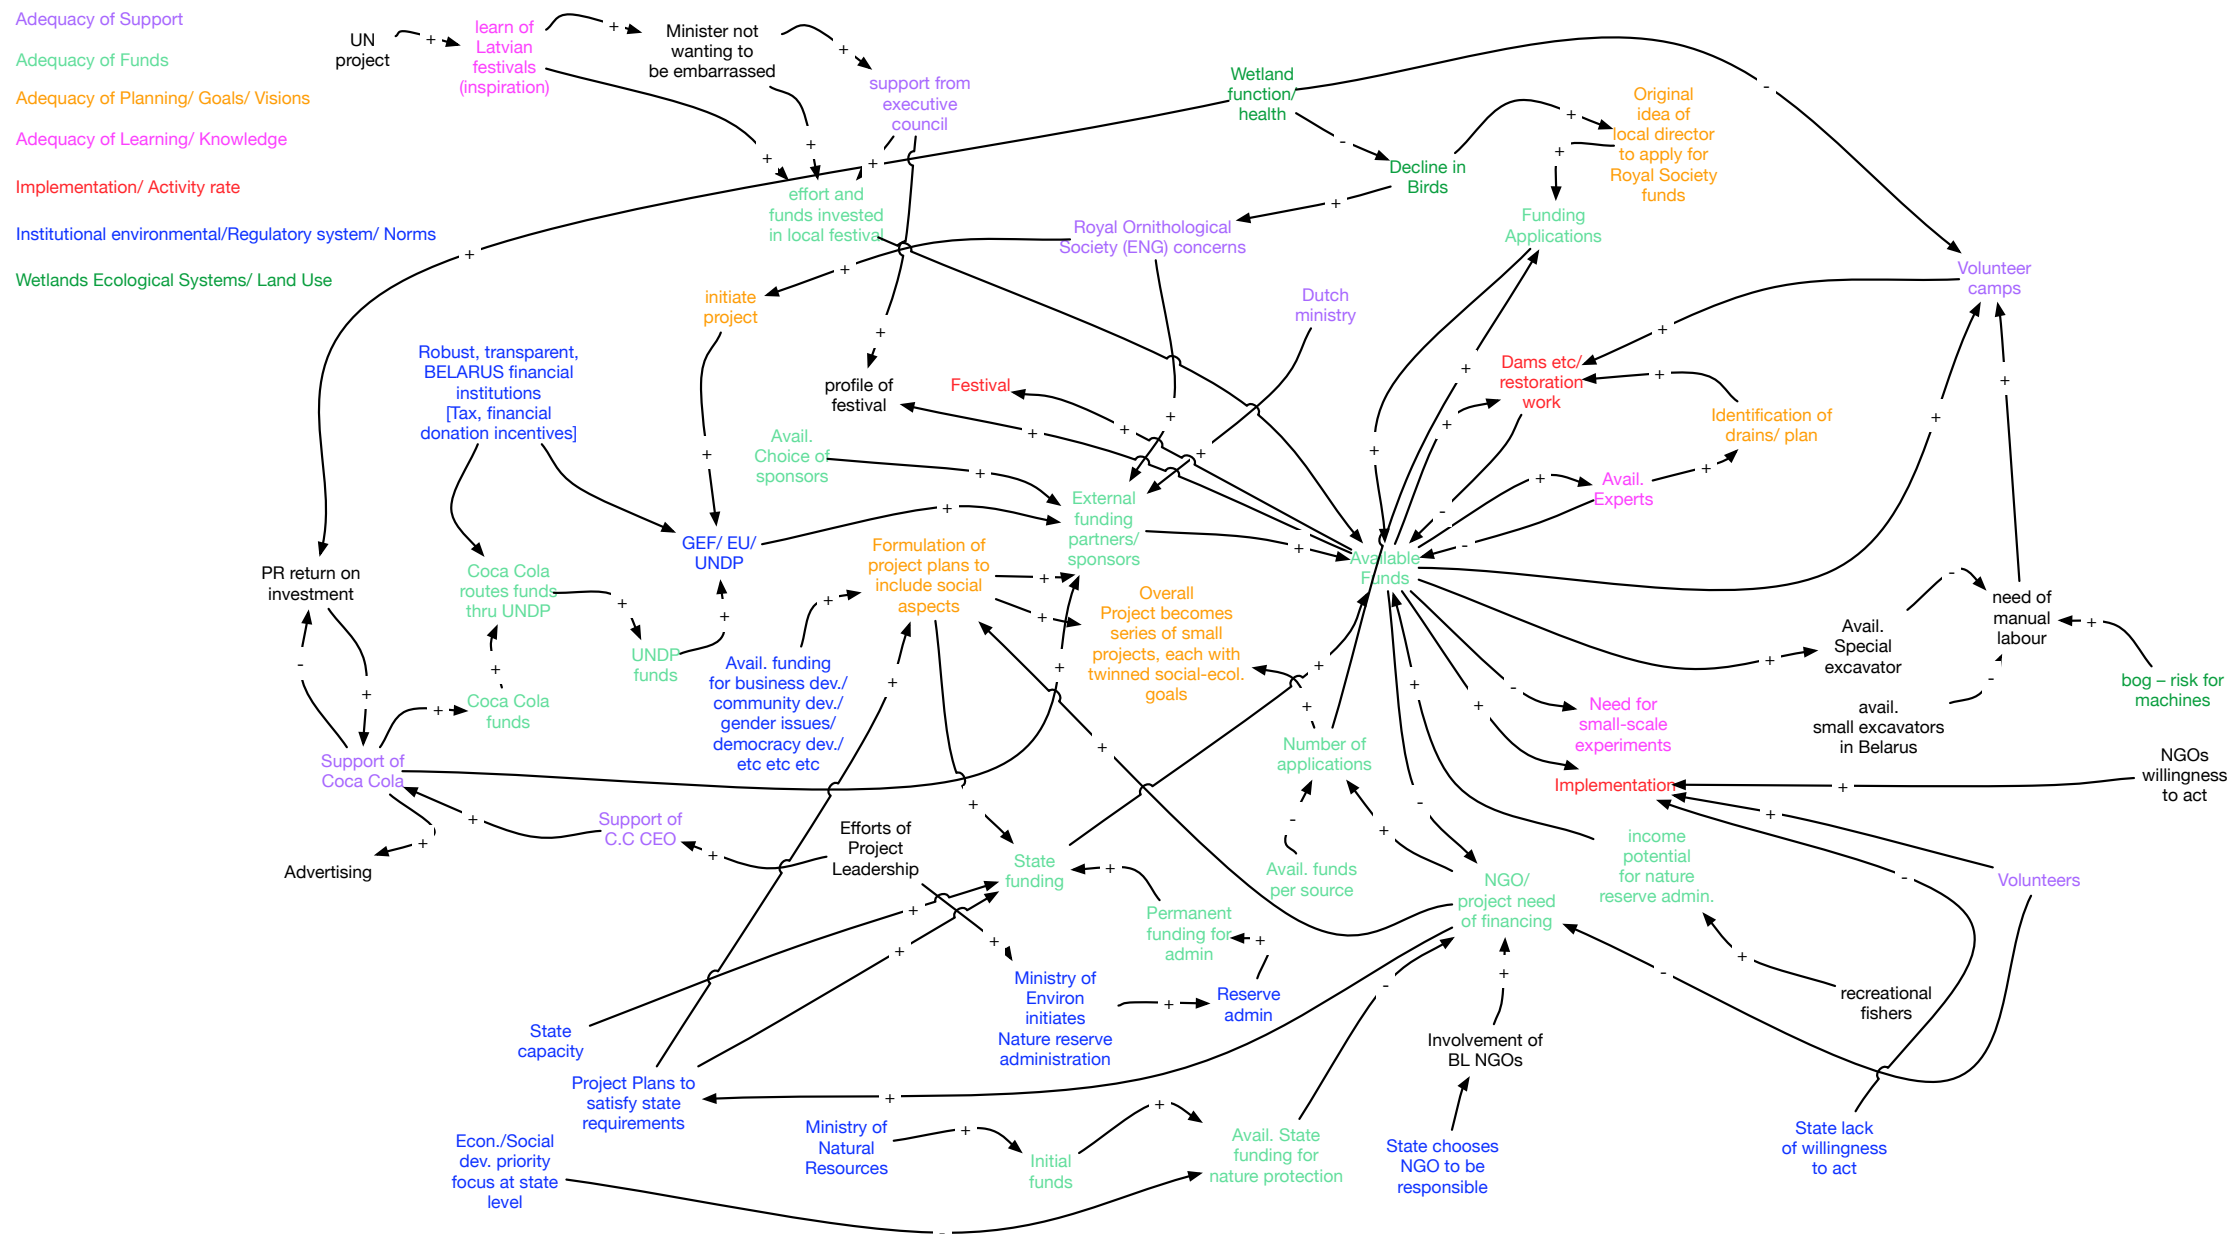 Adequacy of Support
Adequacy of Funds
Adequacy of Planning/ Goals/ Visions
Adequacy of Learning/ Knowledge
Implementation/ Activity rate
Institutional environmental/Regulatory system/ Norms
Wetlands Ecological Systems/ Land Use
UN
project
learn of
Latvian
festivals
(inspiration)
Minister not
wanting to
be embarrassed
support from
executive
council
effort and
funds invested
in local festival
Wetland
function/
health
Decline in
Birds
Original
idea of
local director
to apply for
Royal Society
funds
Funding
Applications
Royal Ornithological
Society (ENG) concerns
Volunteer
camps
initiate
project
Dutch
ministry
Robust, transparent,
BELARUS financial
institutions
[Tax, financial
donation incentives]
profile of
festival
Festival
Dams etc/
restoration
work
Identification of
drains/ plan
Avail.
Choice of
sponsors
Avail.
Experts
External
funding
partners/
sponsors
GEF/ EU/
UNDP
Formulation of
project plans to
include social
aspects
Available
Funds
PR return on
investment
Coca Cola
routes funds
thru UNDP
Overall
Project becomes
series of small
projects, each with
twinned social-ecol.
goals
need of
manual
labour
Avail.
Special
excavator
UNDP
funds
Avail. funding
for business dev./
community dev./
gender issues/
democracy dev./
etc etc etc
bog – risk for
machines
Coca Cola
funds
Need for
small-scale
experiments
avail.
small excavators
in Belarus
Number of
applications
Support of
Coca Cola
Implementation
NGOs
willingness
to act
Support of
C.C CEO
Efforts of
Project
Leadership
Advertising
State
funding
Avail. funds
per source
income
potential
for nature
reserve admin.
Volunteers
NGO/
project need
of financing
Permanent
funding for
admin
Ministry of
Environ
initiates
Nature reserve
administration
Reserve
admin
recreational
fishers
State
capacity
Involvement of
BL NGOs
Project Plans to
satisfy state
requirements
Ministry of
Natural
Resources
Initial
funds
Avail. State
funding for
nature protection
State chooses
NGO to be
responsible
State lack
of willingness
to act
Econ./Social
dev. priority
focus at state
level